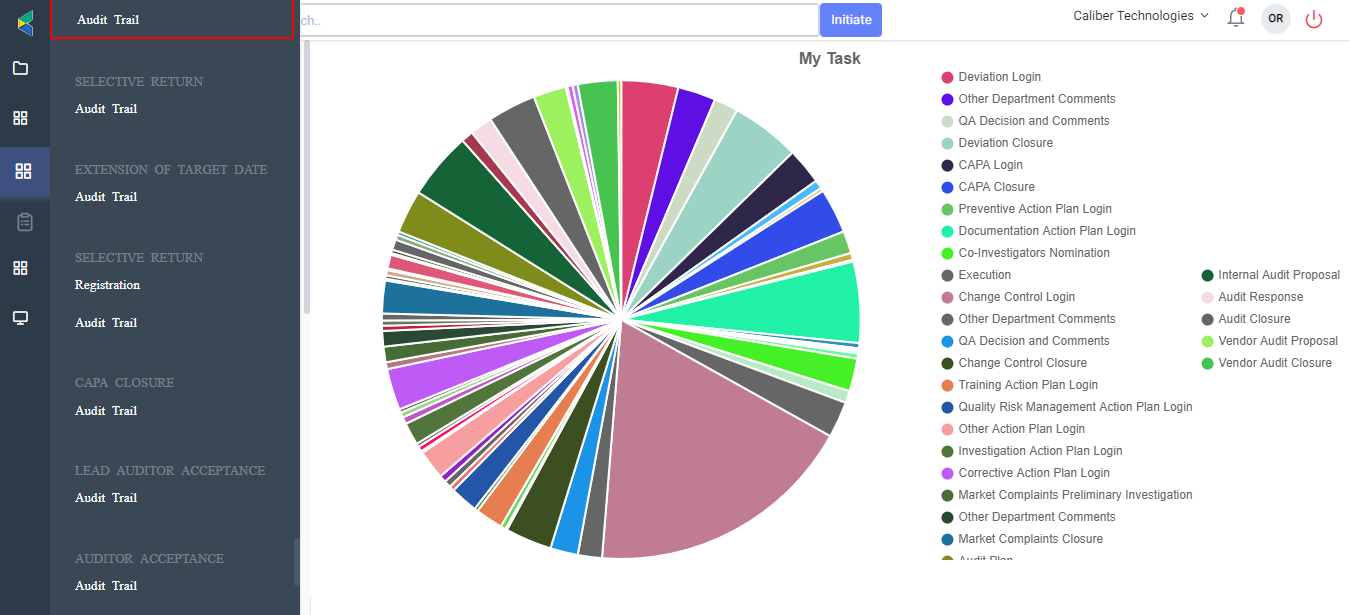 Audit Trail
SELECTIVE RETURN
Audit Trail
EXTENSION OF TARGET DATE
Audit Trail
SELECTIVE RETURN
Registration
Audit Trail
CAPA CLOSURE
Audit Trail
LEAD AUDITOR ACCEPTANCE
Audit Trail
AUDITOR ACCEPTANCE
Audit Trail
ch..
Initiate
Caliber Technologies
OR
My Task
Deviation Login
Other Department Comments
QA Decision and Comments
Deviation Closure
CAPA Login
CAPA Closure
Preventive Action Plan Login
Documentation Action Plan Login
Co-Investigators Nomination
Execution
Change Control Login
Other Department Comments
QA Decision and Comments
Change Control Closure
Training Action Plan Login
Quality Risk Management Action Plan Login
Other Action Plan Login
Investigation Action Plan Login
Corrective Action Plan Login
Market Complaints Preliminary Investigation
Other Department Comments
Market Complaints Closure
Audit Plan
Internal Audit Proposal
Audit Response
Audit Closure
Vendor Audit Proposal
Vendor Audit Closure